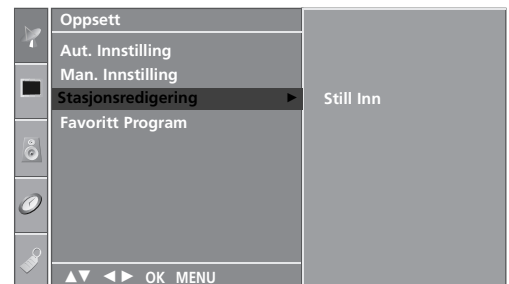 Oppsett
Aut. Innstilling
Man. Innstilling
Stasjonsredigering ►
Still Inn
Favoritt Program
▲▼ ◄► OK MENU